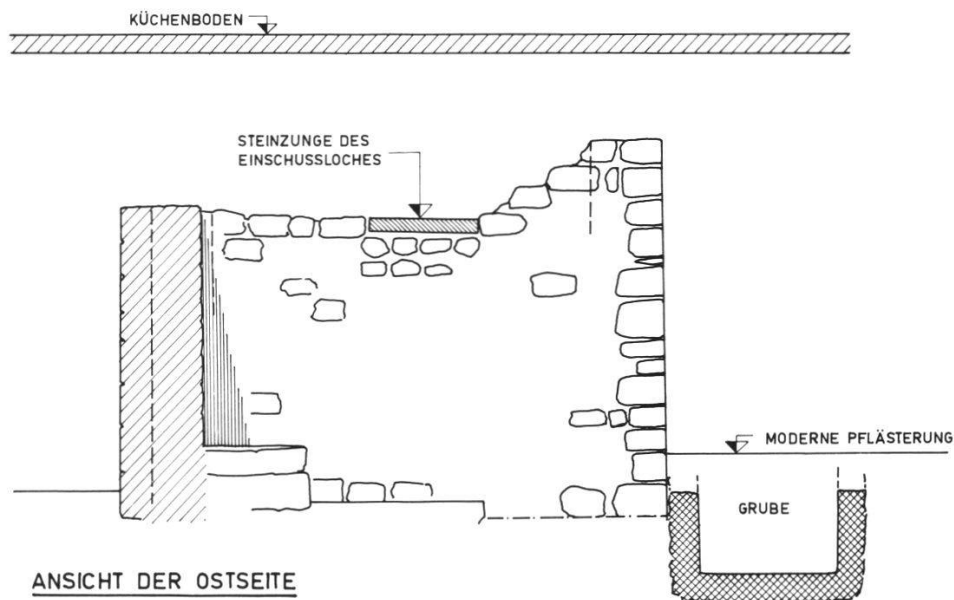 KÜCHENBODEN
STEINZUNGE DES
EINSCHUSSLOCHES
MODERNE PFLÄSTERUNG
GRUBE
ANSICHT DER OSTSEITE